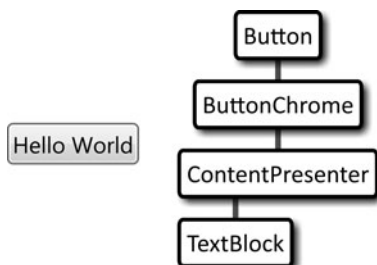 Button
ButtonChrome
Hello World
ContentPresenter
TextBlock